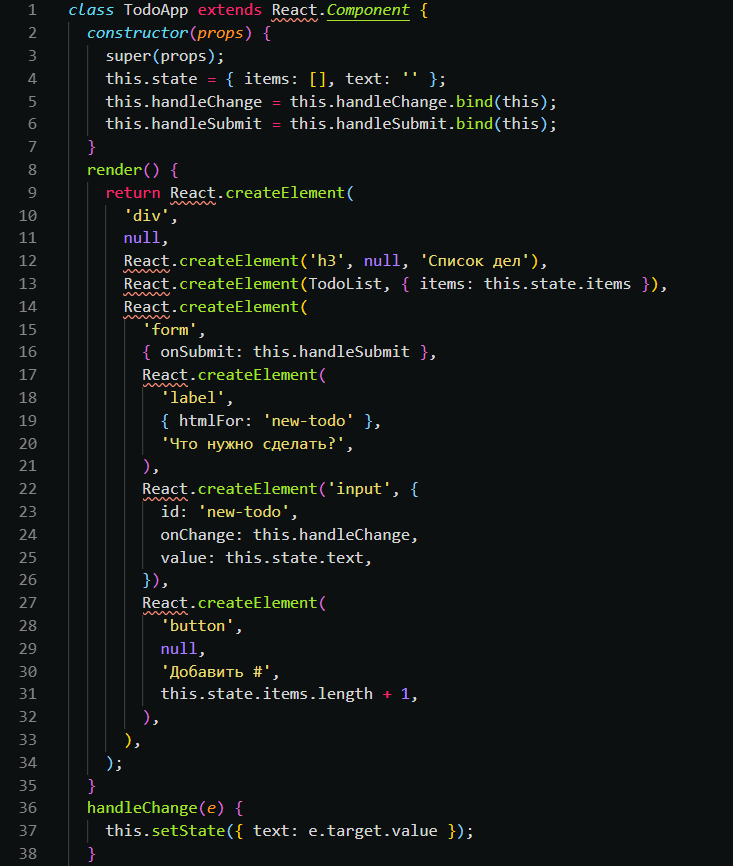 1 class TodoApp extends React.Component {
2 constructor(props) {
3 super(props);
4 this.state = { items: [], text: '' };
5 this.handleChange = this.handleChange.bind(this);
6 this.handleSubmit = this.handleSubmit.bind(this);
7 }
8 render() {
9 return React.createElement(
10 'div',
11 null,
12 React.createElement('h3', null, 'Список дел'),
13 React.createElement(TodoList, { items: this.state.items }),
14 React.createElement(
15 'form',
16 { onSubmit: this.handleSubmit },
17 React.createElement(
18 'label',
19 { htmlFor: 'new-todo' },
20 'Что нужно сделать?',
21 ),
22 React.createElement('input', {
23 id: 'new-todo',
24 onChange: this.handleChange,
25 value: this.state.text,
26 }),
27 React.createElement(
28 'button',
29 null,
30 'Добавить #',
31 this.state.items.length + 1,
32 ),
33 ),
34 );
35 }
36 handleChange(e) {
37 this.setState({ text: e.target.value });
38 }